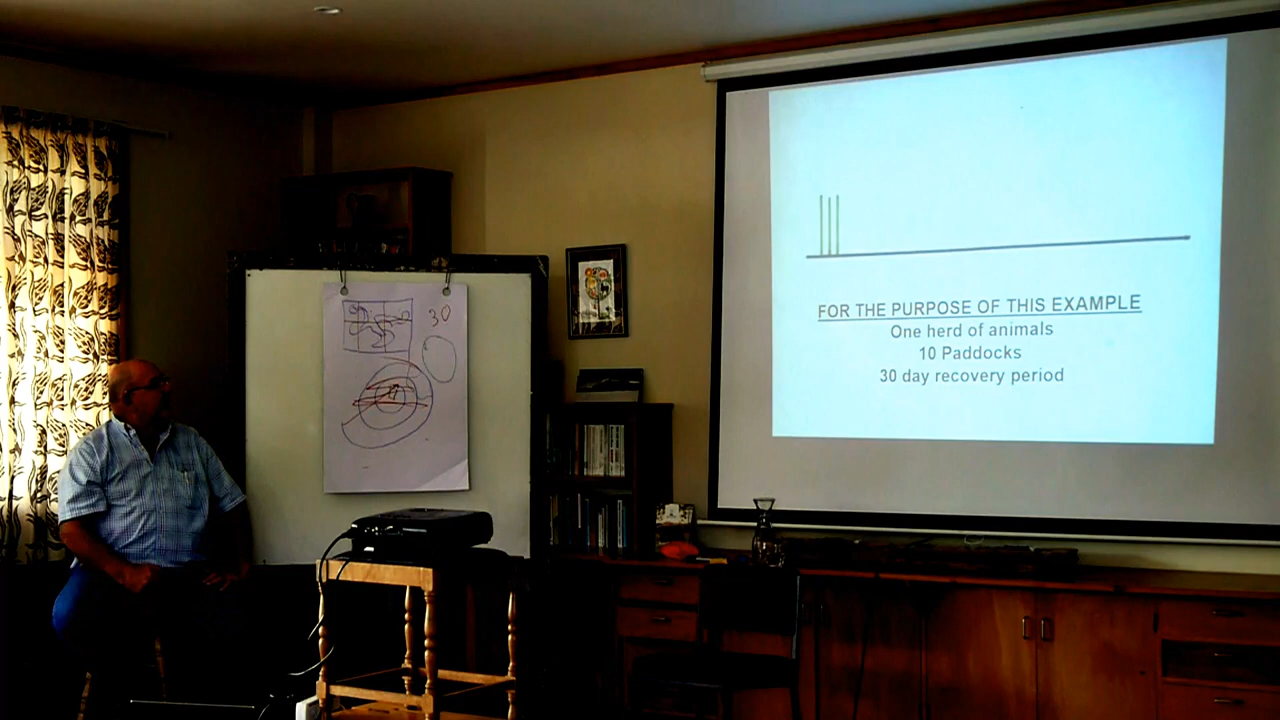 30
FOR THE PURPOSE OF THIS EXAMPLE
One herd of animals
10 Paddocks
30 day recovery period